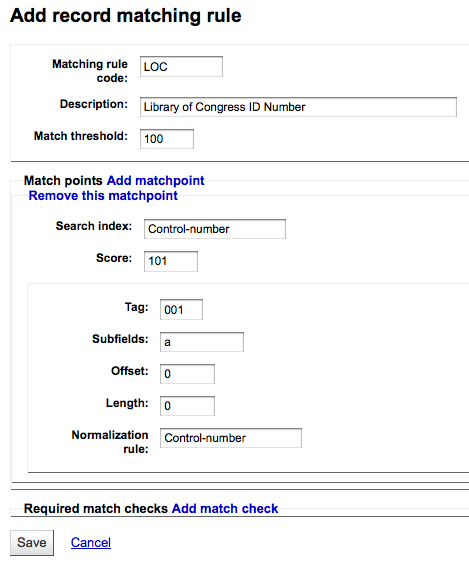 Add record matching rule
Matching rule code: LOC
Description: Library of Congress ID Number
Match threshold: 100
Match points Add matchpoint
Remove this matchpoint
Search index: Control-number
Score: 101
Tag: 001
Subfields: a
Offset: 0
Length: 0
Normalization rule: Control-number
Required match checks Add match check
Save Cancel